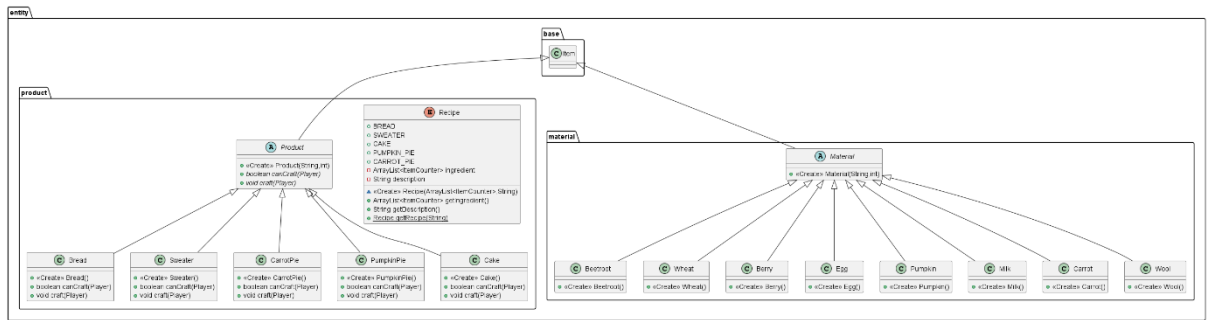 entity
base
C Item
product
A Product
«Create» Product(String,int)
boolean canCraft(Player)
void craft(Player)
E Recipe
BREAD
SWEATER
CAKE
PUMPKIN_PIE
CARROT_PIE
ArrayList<ItemCounter> ingredient
String description
«Create» Recipe(ArrayList<ItemCounter>,String)
ArrayList<ItemCounter> getIngredient()
String getDescription()
Recipe getRecipe(String)
C Bread
«Create» Bread()
boolean canCraft(Player)
void craft(Player)
C Sweater
«Create» Sweater()
boolean canCraft(Player)
void craft(Player)
C CarrotPie
«Create» CarrotPie()
boolean canCraft(Player)
void craft(Player)
C PumpkinPie
«Create» PumpkinPie()
boolean canCraft(Player)
void craft(Player)
C Cake
«Create» Cake()
boolean canCraft(Player)
void craft(Player)
material
A Material
«Create» Material(String,int)
C Beetroot
«Create» Beetroot()
C Wheat
«Create» Wheat()
C Berry
«Create» Berry()
C Egg
«Create» Egg()
C Pumpkin
«Create» Pumpkin()
C Milk
«Create» Milk()
C Carrot
«Create» Carrot()
C Wool
«Create» Wool()